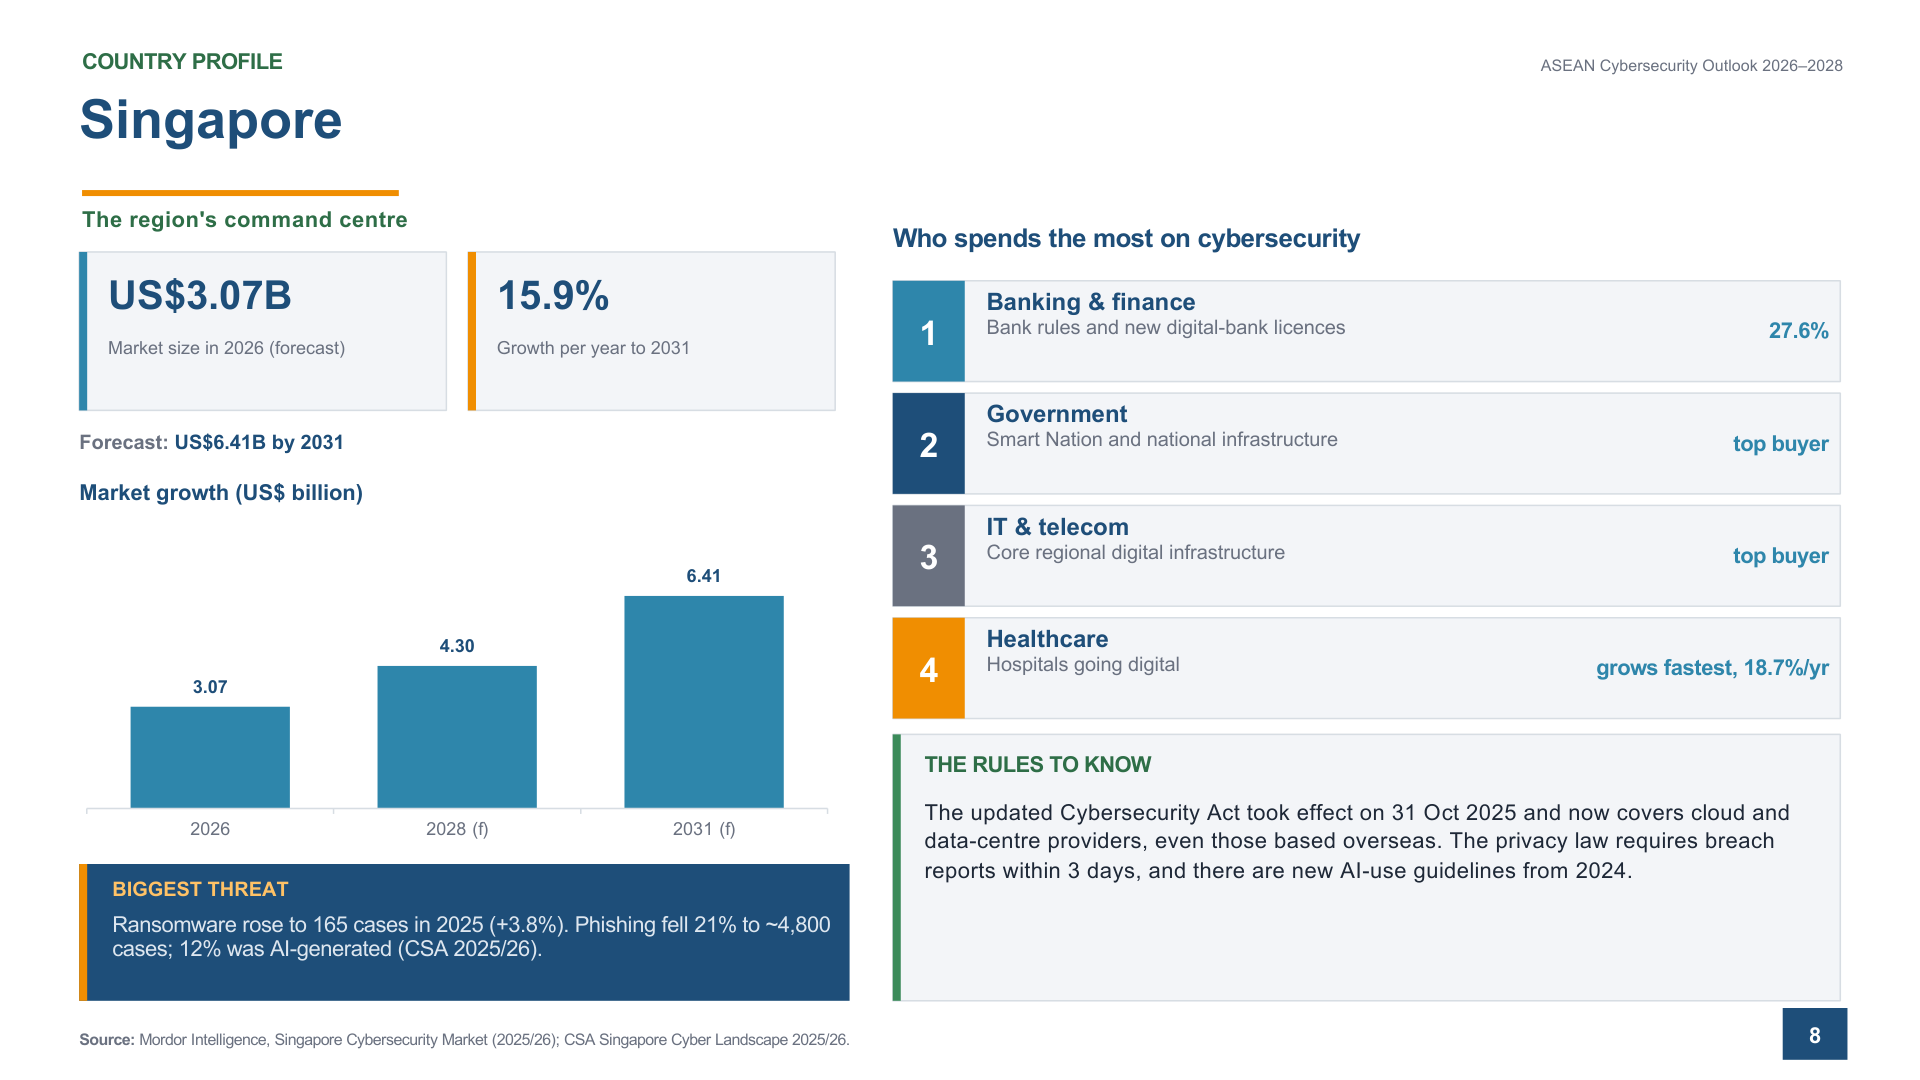 COUNTRY PROFILE
ASEAN Cybersecurity Outlook 2026–2028
Singapore
The region's command centre
US$3.07B
Market size in 2026 (forecast)
15.9%
Growth per year to 2031
Forecast: US$6.41B by 2031
Market growth (US$ billion)
3.07
4.30
6.41
2026
2028 (f)
2031 (f)
BIGGEST THREAT
Ransomware rose to 165 cases in 2025 (+3.8%). Phishing fell 21% to ~4,800
cases; 12% was AI-generated (CSA 2025/26).
Who spends the most on cybersecurity
1
Banking & finance
Bank rules and new digital-bank licences
27.6%
2
Government
Smart Nation and national infrastructure
top buyer
3
IT & telecom
Core regional digital infrastructure
top buyer
4
Healthcare
Hospitals going digital
grows fastest, 18.7%/yr
THE RULES TO KNOW
The updated Cybersecurity Act took effect on 31 Oct 2025 and now covers cloud and
data-centre providers, even those based overseas. The privacy law requires breach
reports within 3 days, and there are new AI-use guidelines from 2024.
Source: Mordor Intelligence, Singapore Cybersecurity Market (2025/26); CSA Singapore Cyber Landscape 2025/26.
8